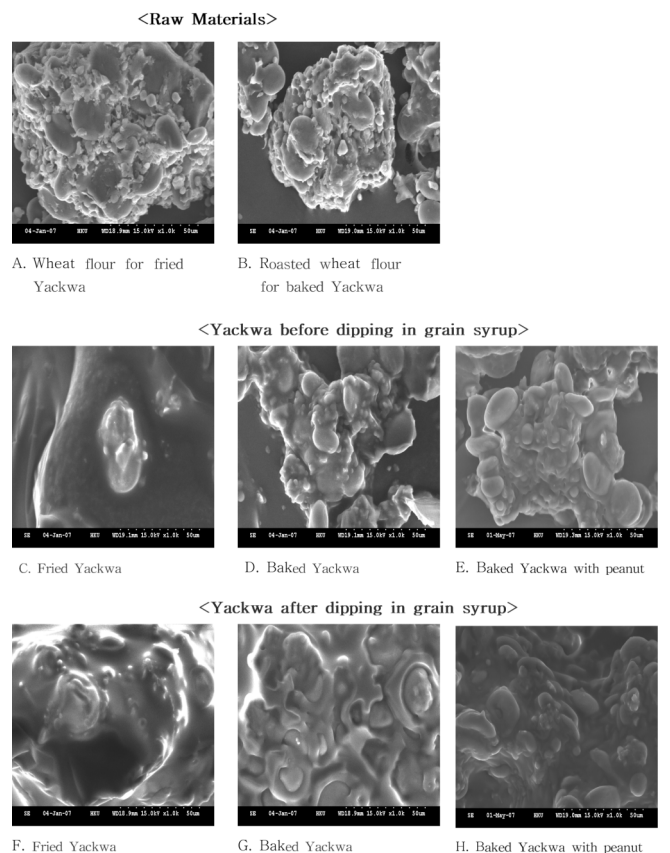 <Raw Materials>
04-Jan-07 HKU WD18.9mm 15.0kV x1.0k 50um
SE 04-Jan-07 HKU WD19.0mm 15.0kV x1.0k 50um
A. Wheat flour for fried
Yackwa
B. Roasted wheat flour
for baked Yackwa
<Yackwa before dipping in grain syrup>
SE 04-Jan-07 HKU WD19.1mm 15.0kV x1.0k 50um
SE 04-Jan-07 HKU WD19.1mm 15.0kV x1.0k 50um
SE 01-May-07 HKU WD19.3mm 15.0kV x1.0k 50um
C. Fried Yackwa
D. Baked Yackwa
E. Baked Yackwa with peanut
<Yackwa after dipping in grain syrup>
SE 04-Jan-07 HKU WD18.9mm 15.0kV x1.0k 50um
SE 04-Jan-07 HKU WD19.0mm 15.0kV x1.0k 50um
SE 01-May-07 HKU WD19.0mm 15.0kV x1.0k 50um
F. Fried Yackwa
G. Baked Yackwa
H. Baked Yackwa with peanut